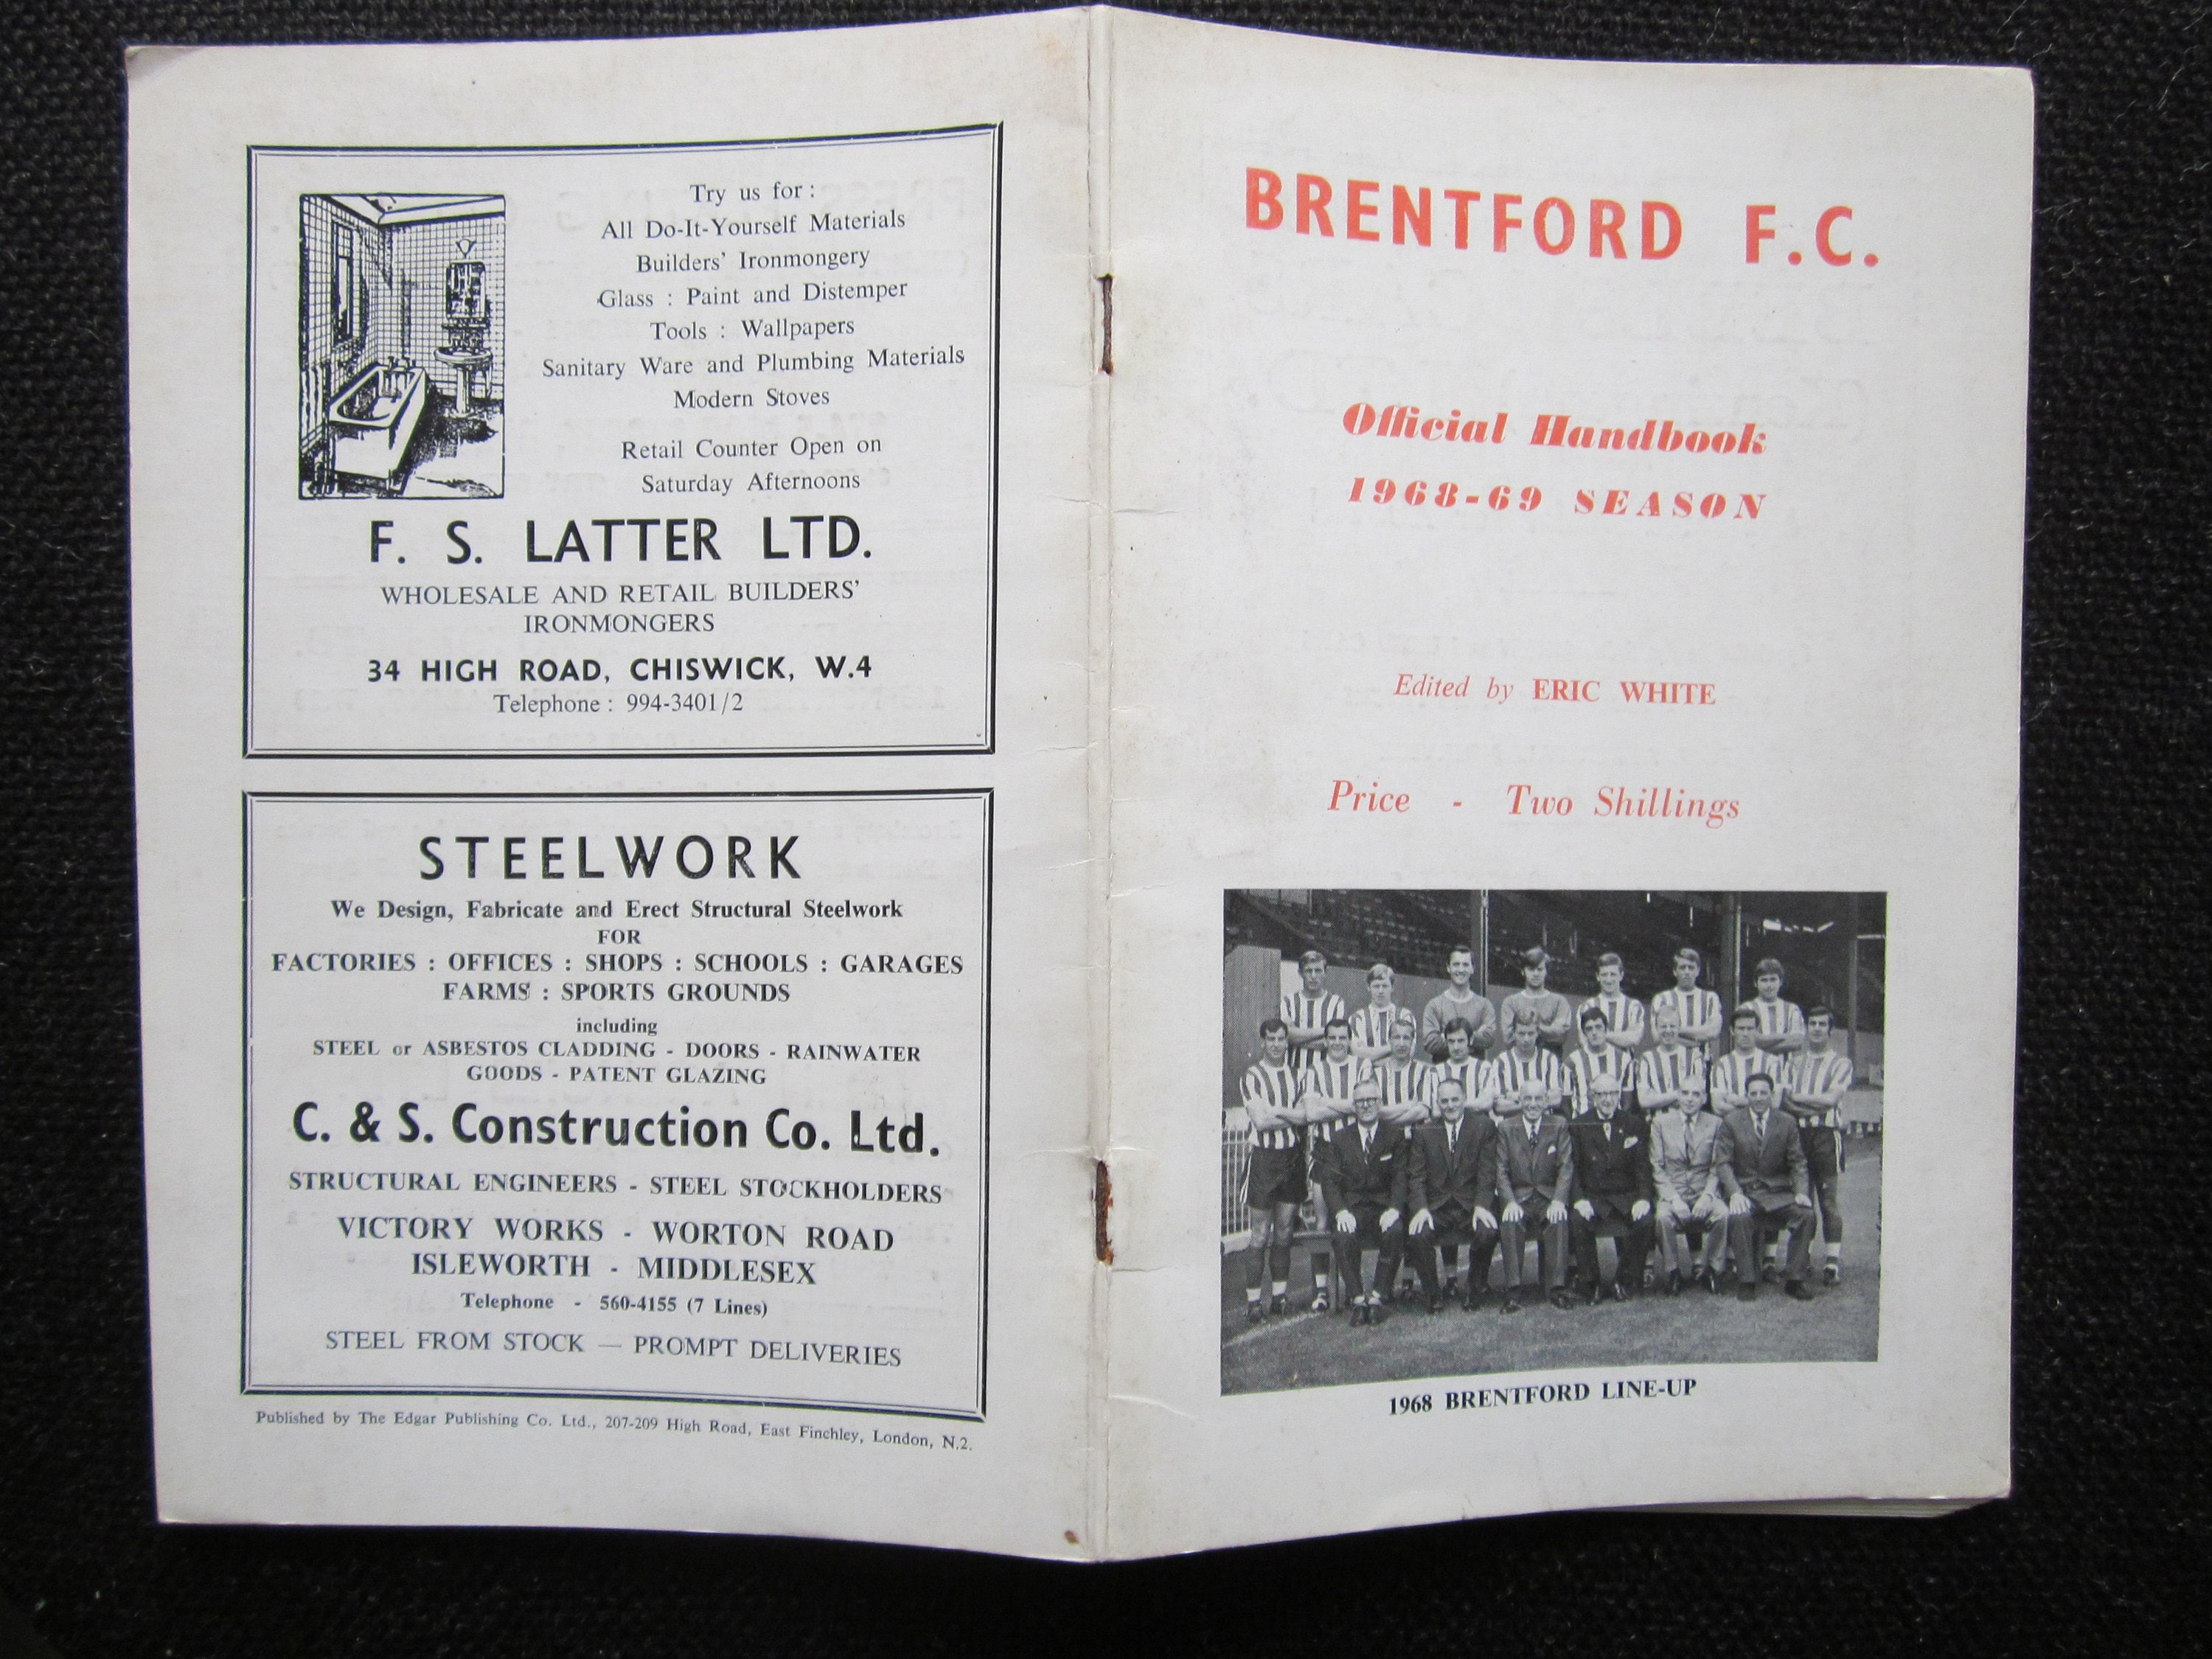 Try us for :
All Do-It-Yourself Materials
Builders' Ironmongery
Glass : Paint and Distemper
Tools : Wallpapers
Sanitary Ware and Plumbing Materials
Modern Stoves
Retail Counter Open on
Saturday Afternoons
F. S. LATTER LTD.
WHOLESALE AND RETAIL BUILDERS'
IRONMONGERS
34 HIGH ROAD, CHISWICK, W.4
Telephone : 994-3401/2
STEELWORK
We Design, Fabricate and Erect Structural Steelwork
FOR
FACTORIES : OFFICES : SHOPS : SCHOOLS : GARAGES
FARMS : SPORTS GROUNDS
including
STEEL or ASBESTOS CLADDING - DOORS - RAINWATER
GOODS - PATENT GLAZING
C. & S. Construction Co. Ltd.
STRUCTURAL ENGINEERS - STEEL STOCKHOLDERS
VICTORY WORKS - WORTON ROAD
ISLEWORTH - MIDDLESEX
Telephone - 560-4155 (7 Lines)
STEEL FROM STOCK — PROMPT DELIVERIES
Published by The Edgar Publishing Co. Ltd., 207-209 High Road, East Finchley, London, N.2.
BRENTFORD F.C.
Official Handbook
1968-69 SEASON
Edited by ERIC WHITE
Price - Two Shillings
1968 BRENTFORD LINE-UP